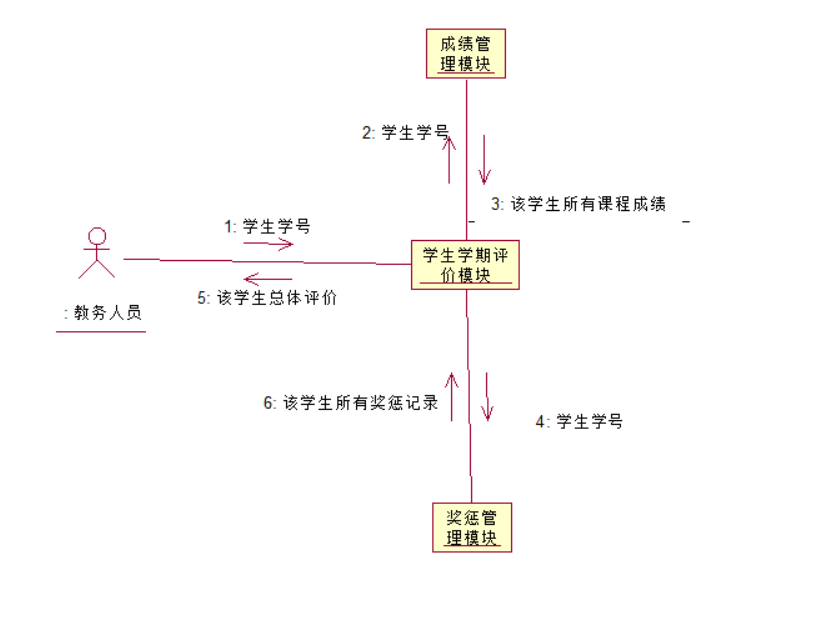 成绩管
理模块
2: 学生学号
3: 该学生所有课程成绩
1: 学生学号
学生学期评
价模块
5: 该学生总体评价
: 教务人员
6: 该学生所有奖惩记录
4: 学生学号
奖惩管
理模块